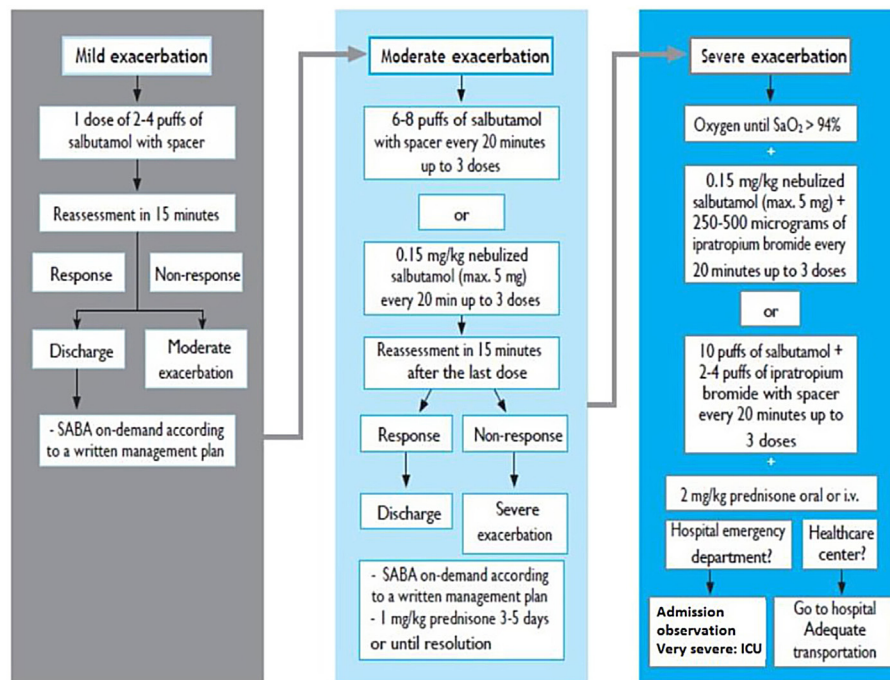 Mild exacerbation
1 dose of 2-4 puffs of
salbutamol with spacer
Reassessment in 15 minutes
Response
Non-response
Discharge
Moderate
exacerbation
- SABA on-demand according
to a written management plan
Moderate exacerbation
6-8 puffs of salbutamol
with spacer every 20 minutes
up to 3 doses
or
0.15 mg/kg nebulized
salbutamol (max. 5 mg)
every 20 min up to 3 doses
Reassessment in 15 minutes
after the last dose
Response
Non-response
Discharge
Severe
exacerbation
- SABA on-demand according
to a written management plan
- 1 mg/kg prednisone 3-5 days
or until resolution
Severe exacerbation
Oxygen until SaO₂ > 94%
+
0.15 mg/kg nebulized
salbutamol (max. 5 mg) +
250-500 micrograms of
ipratropium bromide every
20 minutes up to 3 doses
or
10 puffs of salbutamol +
2-4 puffs of ipratropium
bromide with spacer
every 20 minutes up to
3 doses
+
2 mg/kg prednisone oral or i.v.
Hospital emergency
department?
Healthcare
center?
Admission
observation
Very severe: ICU
Go to hospital
Adequate
transportation